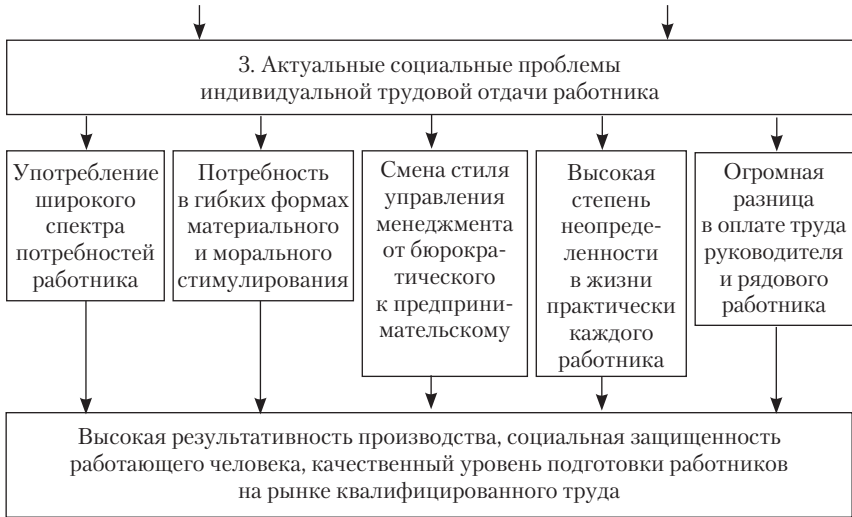 3. Актуальные социальные проблемы
индивидуальной трудовой отдачи работника
Употребление
широкого
спектра
потребностей
работника
Потребность
в гибких формах
материального
и морального
стимулирования
Смена стиля
управления
менеджмента
от бюрокра-
тического
к предприни-
мательскому
Высокая
степень
неопреде-
ленности
в жизни
практически
каждого
работника
Огромная
разница
в оплате труда
руководителя
и рядового
работника
Высокая результативность производства, социальная защищенность
работающего человека, качественный уровень подготовки работников
на рынке квалифицированного труда